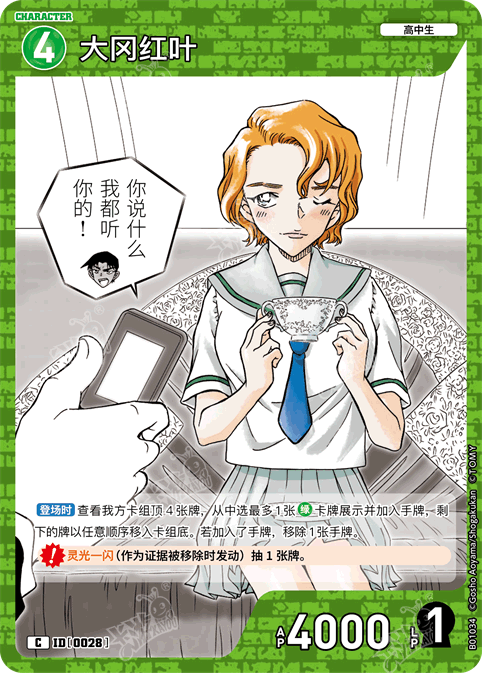 CHARACTER
4
大冈红叶
高中生
你说什么
我都听
你的！
登场时 查看我方卡组顶 4 张牌，从中选最多 1 张 绿 卡牌展示并加入手牌，剩
下的牌以任意顺序移入卡组底。若加入了手牌，移除 1 张手牌。
灵光一闪 (作为证据被移除时发动) 抽 1 张牌。
C ID [0028]
AP 4000 LP 1
B01034 ©Gosho Aoyama/Shogakukan ©TOMY